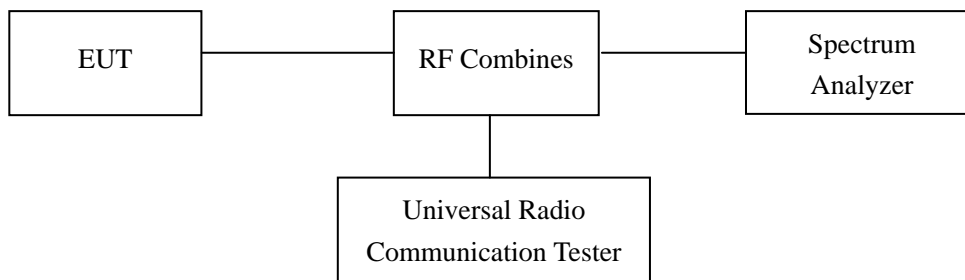 EUT
RF Combines
Spectrum
Analyzer
Universal Radio
Communication Tester